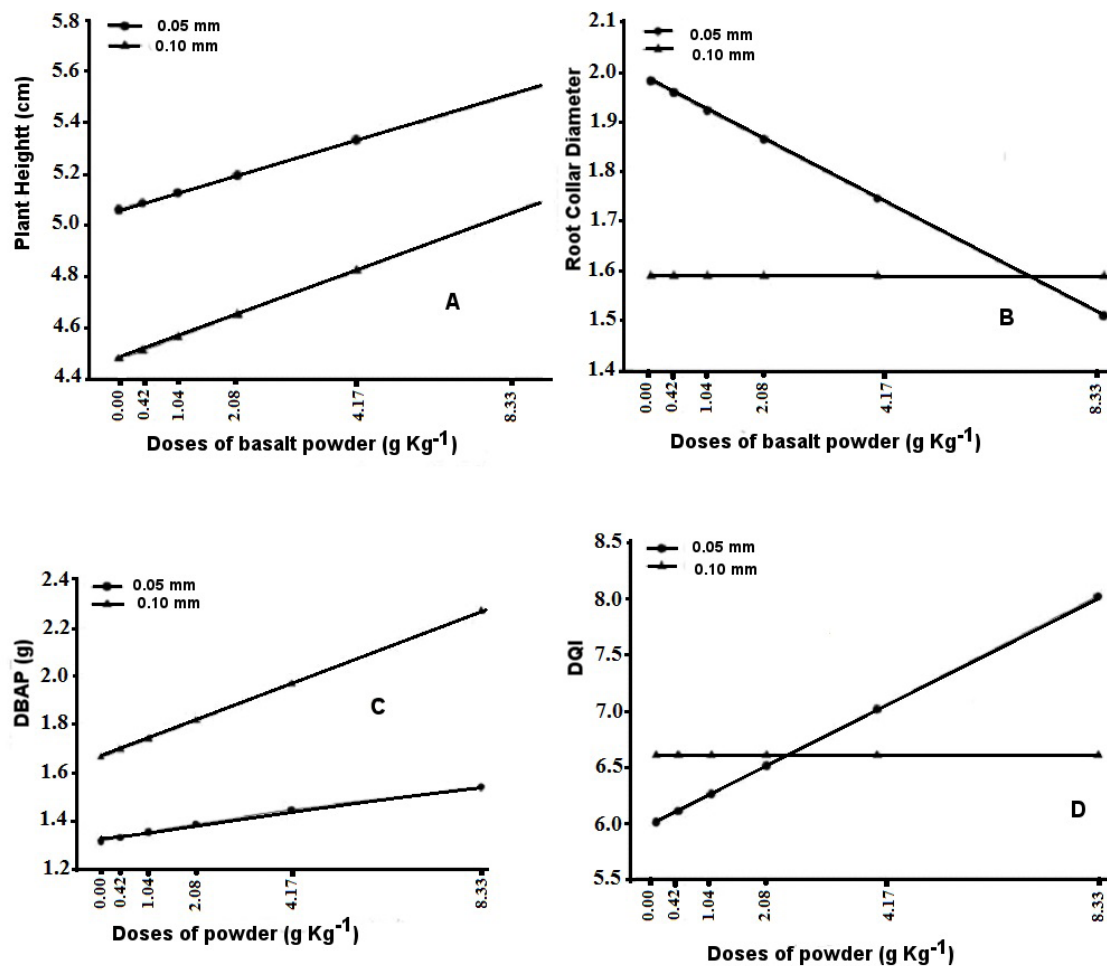 5.8
0.05 mm
0.10 mm
5.6
5.4
5.2
5.0
4.8
4.6
4.4
Plant Heightt (cm)
A
0.00
0.42
1.04
2.08
4.17
8.33
Doses of basalt powder (g Kg-1)
2.1
0.05 mm
0.10 mm
2.0
1.9
1.8
1.7
1.6
1.5
1.4
Root Collar Diameter
B
0.00
0.42
1.04
2.08
4.17
8.33
Doses of basalt powder (g Kg-1)
2.4
0.05 mm
0.10 mm
2.2
2.0
1.8
1.6
1.4
1.2
DBAP (g)
C
0.00
0.42
1.04
2.08
4.17
8.33
Doses of powder (g Kg-1)
8.5
0.05 mm
0.10 mm
8.0
7.5
7.0
6.5
6.0
5.5
DQI
D
0.00
0.42
1.04
2.08
4.17
8.33
Doses of powder (g Kg-1)